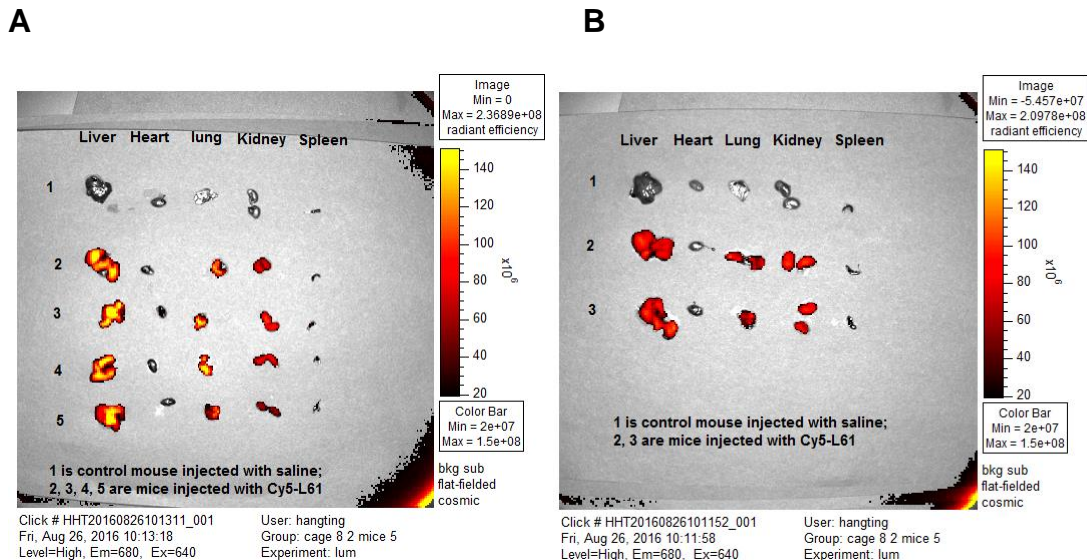 A
Image
Min = 0
Max = 2.3689e+08
radiant efficiency
Liver Heart lung Kidney Spleen
1
2
3
4
5
140
120
100
80
60
40
20
x10^6
Color Bar
Min = 2e+07
Max = 1.5e+08
1 is control mouse injected with saline;
2, 3, 4, 5 are mice injected with Cy5-L61
bkg sub
flat-fielded
cosmic
Click # HHT20160826101311_001
Fri, Aug 26, 2016 10:13:18
Level=High, Em=680, Ex=640
User: hangting
Group: cage 8 2 mice 5
Experiment: lum
B
Image
Min = -5.457e+07
Max = 2.0978e+08
radiant efficiency
Liver Heart Lung Kidney Spleen
1
2
3
140
120
100
80
60
40
20
x10^6
Color Bar
Min = 2e+07
Max = 1.5e+08
1 is control mouse injected with saline;
2, 3 are mice injected with Cy5-L61
bkg sub
flat-fielded
cosmic
Click # HHT20160826101152_001
Fri, Aug 26, 2016 10:11:58
Level=High, Em=680, Ex=640
User: hangting
Group: cage 8 2 mice 5
Experiment: lum